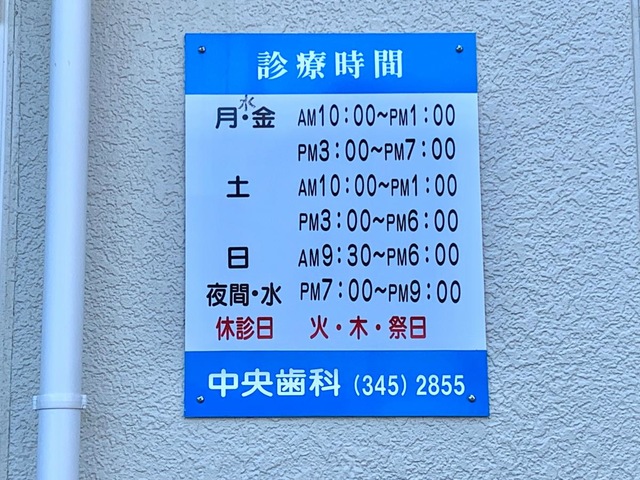 診療時間
水
月・金 AM10:00~PM1:00
PM3:00~PM7:00
土 AM10:00~PM1:00
PM3:00~PM6:00
日 AM9:30~PM6:00
夜間・水 PM7:00~PM9:00
休診日 火・木・祭日
中央歯科 (345) 2855